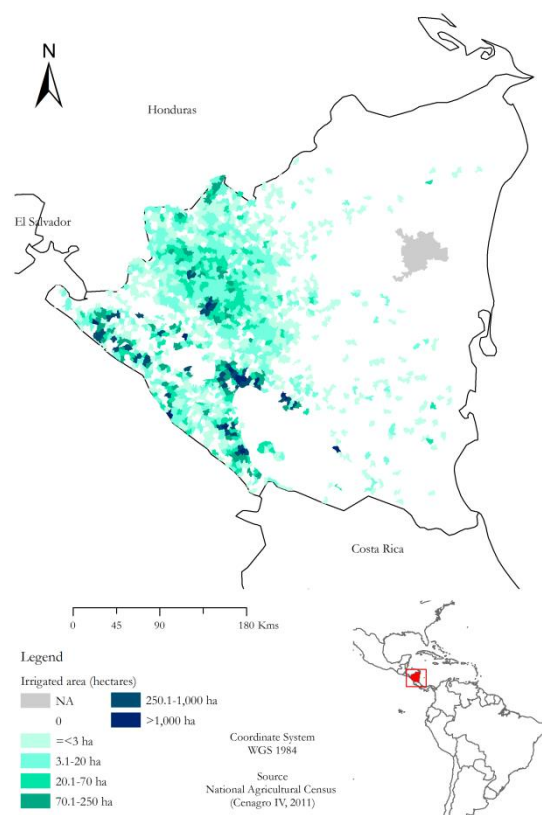 N
Honduras
El Salvador
Costa Rica
0 45 90 180 Kms
Legend
Irrigated area (hectares)
NA
0
=<3 ha
3.1-20 ha
20.1-70 ha
70.1-250 ha
250.1-1,000 ha
>1,000 ha
Coordinate System
WGS 1984
Source
National Agricultural Census
(Cenagro IV, 2011)